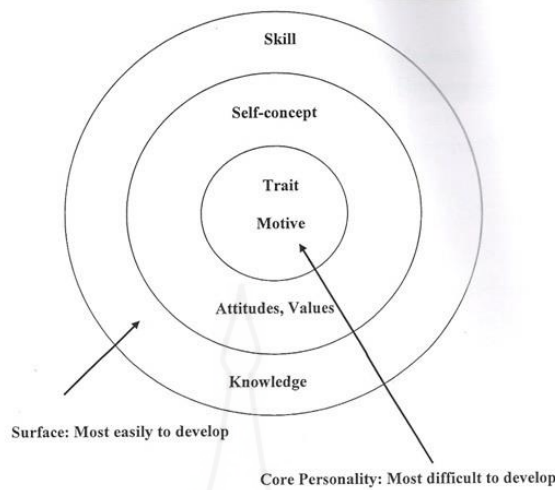 Skill
Self-concept
Trait
Motive
Attitudes, Values
Knowledge
Surface: Most easily to develop
Core Personality: Most difficult to develop